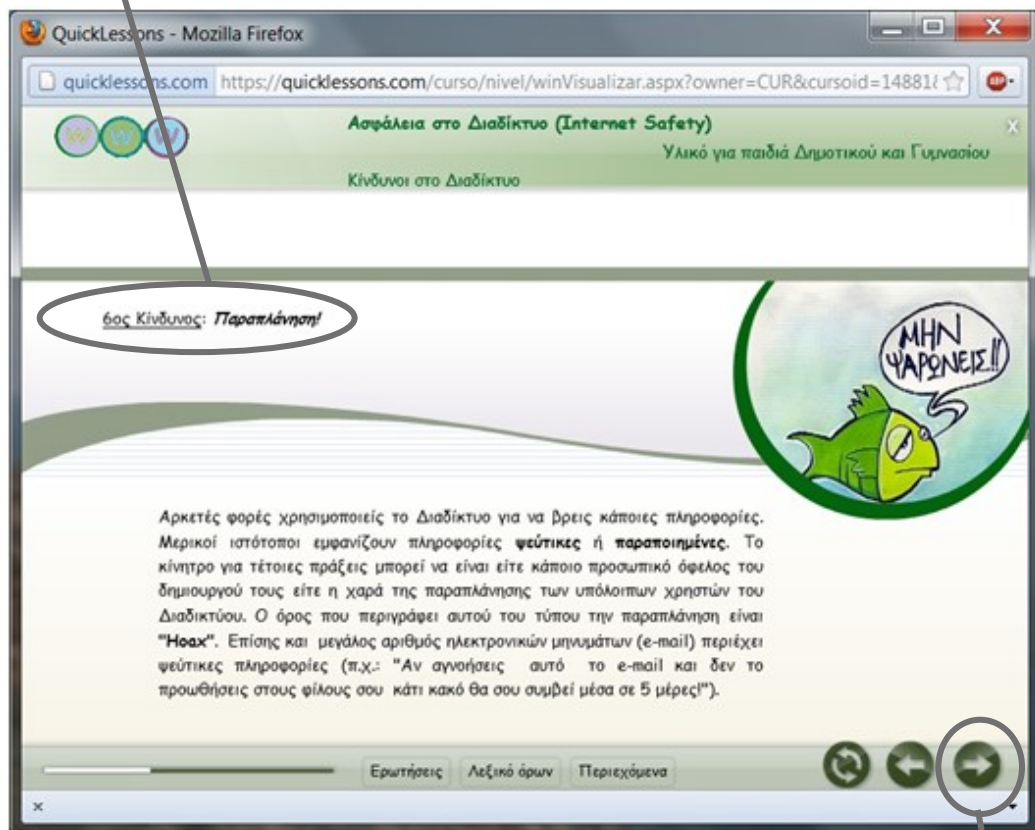 QuickLessons - Mozilla Firefox
quicklessons.com https://quicklessons.com/curso/nivel/winVisualizar.aspx?owner=CUR&cursoid=14881&
ABP
W W W
Ασφάλεια στο Διαδίκτυο (Internet Safety)
x
Υλικό για παιδιά Δημοτικού και Γυμνασίου
Κίνδυνοι στο Διαδίκτυο
6ος Κίνδυνος: Παραπλάνηση!
ΜΗΝ
ΨΑΡΩΝΕΙΣ!!
Αρκετές φορές χρησιμοποιείς το Διαδίκτυο για να βρεις κάποιες πληροφορίες.
Μερικοί ιστότοποι εμφανίζουν πληροφορίες ψεύτικες ή παραποιημένες. Το
κίνητρο για τέτοιες πράξεις μπορεί να είναι είτε κάποιο προσωπικό όφελος του
δημιουργού τους είτε η χαρά της παραπλάνησης των υπόλοιπων χρηστών του
Διαδικτύου. Ο όρος που περιγράφει αυτού του τύπου την παραπλάνηση είναι
"Hoax". Επίσης και μεγάλος αριθμός ηλεκτρονικών μηνυμάτων (e-mail) περιέχει
ψεύτικες πληροφορίες (π.χ.: "Αν αγνοήσεις αυτό το e-mail και δεν το
προωθήσεις στους φίλους σου κάτι κακό θα σου συμβεί μέσα σε 5 μέρες!").
Ερωτήσεις Λεξικό όρων Περιεχόμενα
x